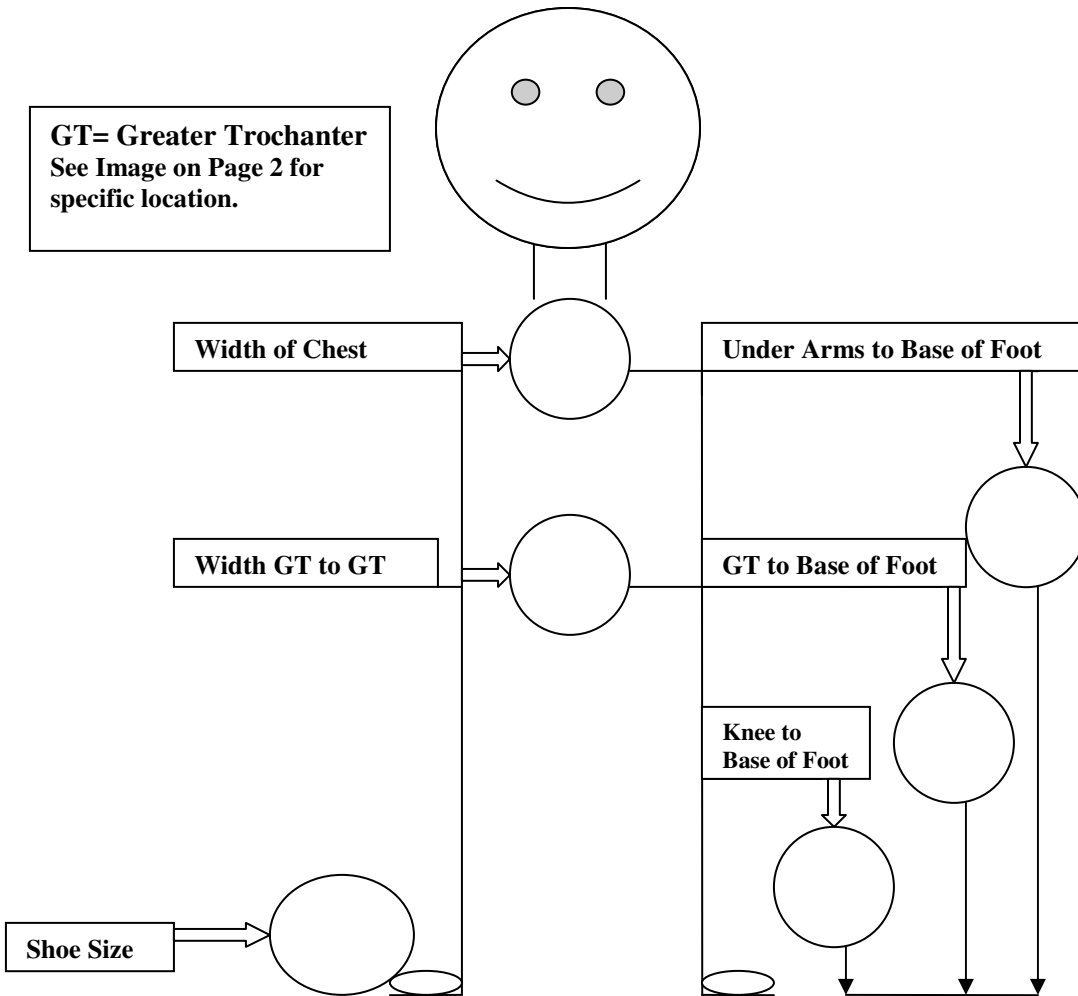 GT= Greater Trochanter
See Image on Page 2 for
specific location.
Width of Chest
Under Arms to Base of Foot
Width GT to GT
GT to Base of Foot
Knee to
Base of Foot
Shoe Size